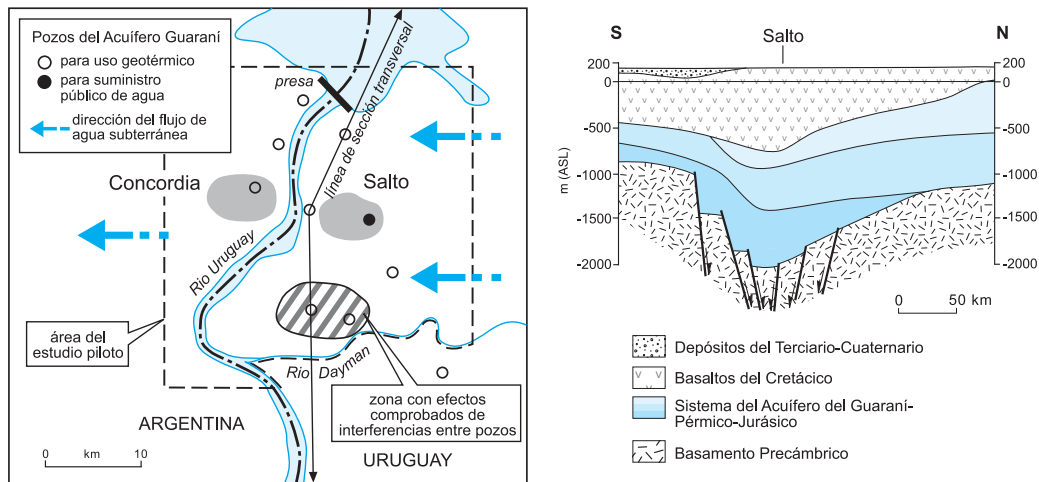 Pozos del Acuífero Guaraní
para uso geotérmico
para suministro
público de agua
dirección del flujo de
agua subterránea
presa
línea de sección transversal
Concordia
Salto
Rio Uruguay
área del
estudio piloto
Rio Dayman
zona con efectos
comprobados de
interferencias entre pozos
ARGENTINA
URUGUAY
0 km 10
S
Salto
N
200
0
-500
-1000
-1500
-2000
m (ASL)
200
0
-500
-1000
-1500
-2000
0 50 km
Depósitos del Terciario-Cuaternario
Basaltos del Cretácico
Sistema del Acuífero del Guaraní-
Pérmico-Jurásico
Basamento Precámbrico